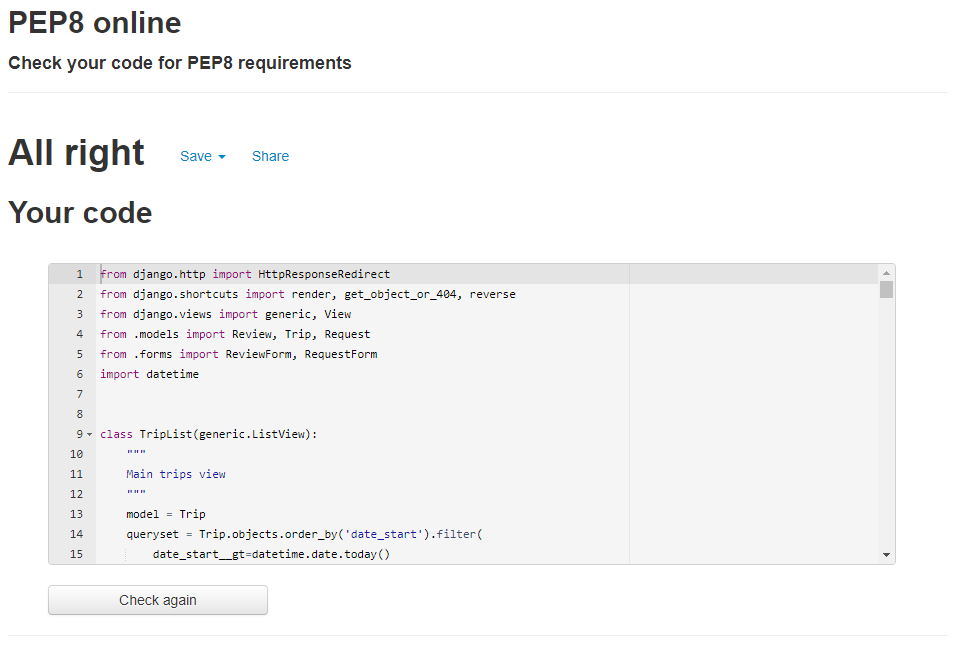 PEP8 online
Check your code for PEP8 requirements
All right Save Share
Your code
1 from django.http import HttpResponseRedirect
2 from django.shortcuts import render, get_object_or_404, reverse
3 from django.views import generic, View
4 from .models import Review, Trip, Request
5 from .forms import ReviewForm, RequestForm
6 import datetime
7
8
9 class TripList(generic.ListView):
10     """
11     Main trips view
12     """
13     model = Trip
14     queryset = Trip.objects.order_by('date_start').filter(
15         date_start__gt=datetime.date.today()
Check again